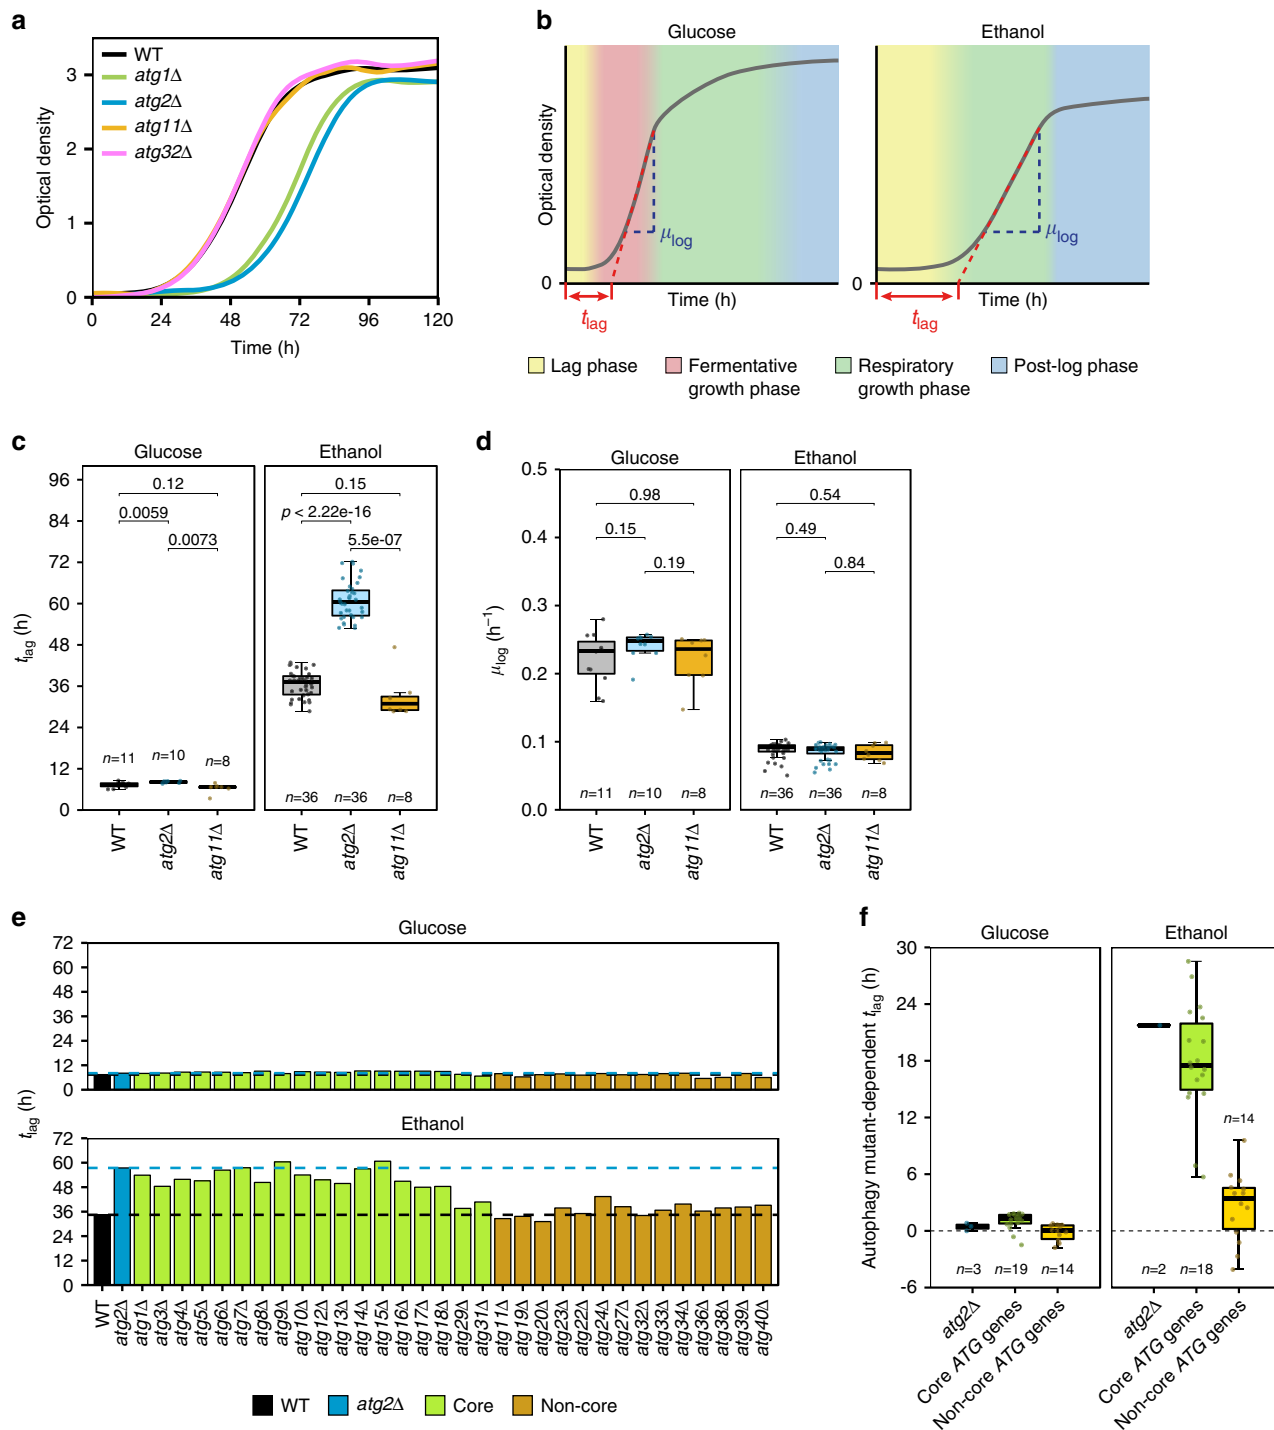 a
3
2
1
0
Optical density
WT
atg1Δ
atg2Δ
atg11Δ
atg32Δ
0 24 48 72 96 120
Time (h)
b
Glucose Ethanol
Optical density
0 0
μlog μlog
Time (h) Time (h)
tlag tlag
Lag phase
Fermentative growth phase
Respiratory growth phase
Post-log phase
c
Glucose Ethanol
tlag (h)
96
84
72
60
48
36
24
12
0
0.12
0.0059
0.0073
n=11 n=10 n=8
0.15
p < 2.22e-16
5.5e-07
n=36 n=36 n=8
WT atg2Δ atg11Δ WT atg2Δ atg11Δ
d
Glucose Ethanol
μlog (h−1)
0.5
0.4
0.3
0.2
0.1
0.0
0.98
0.15
0.19
n=11 n=10 n=8
0.54
0.49
0.84
n=36 n=36 n=8
WT atg2Δ atg11Δ WT atg2Δ atg11Δ
e
Glucose
72
60
48
36
24
12
0
tlag (h)
Ethanol
72
60
48
36
24
12
0
WT atg2Δ atg1Δ atg3Δ atg4Δ atg5Δ atg6Δ atg7Δ atg8Δ atg9Δ atg10Δ atg12Δ atg13Δ atg14Δ atg15Δ atg16Δ atg17Δ atg18Δ atg29Δ atg31Δ atg11Δ atg19Δ atg20Δ atg23Δ atg22Δ atg24Δ atg27Δ atg32Δ atg33Δ atg34Δ atg36Δ atg38Δ atg39Δ atg40Δ
WT atg2Δ Core Non-core
f
Glucose Ethanol
Autophagy mutant-dependent tlag (h)
30
24
18
12
6
0
-6
n=3 n=19 n=14
n=14
n=2 n=18
atg2Δ Core ATG genes Non-core ATG genes
atg2Δ Core ATG genes Non-core ATG genes